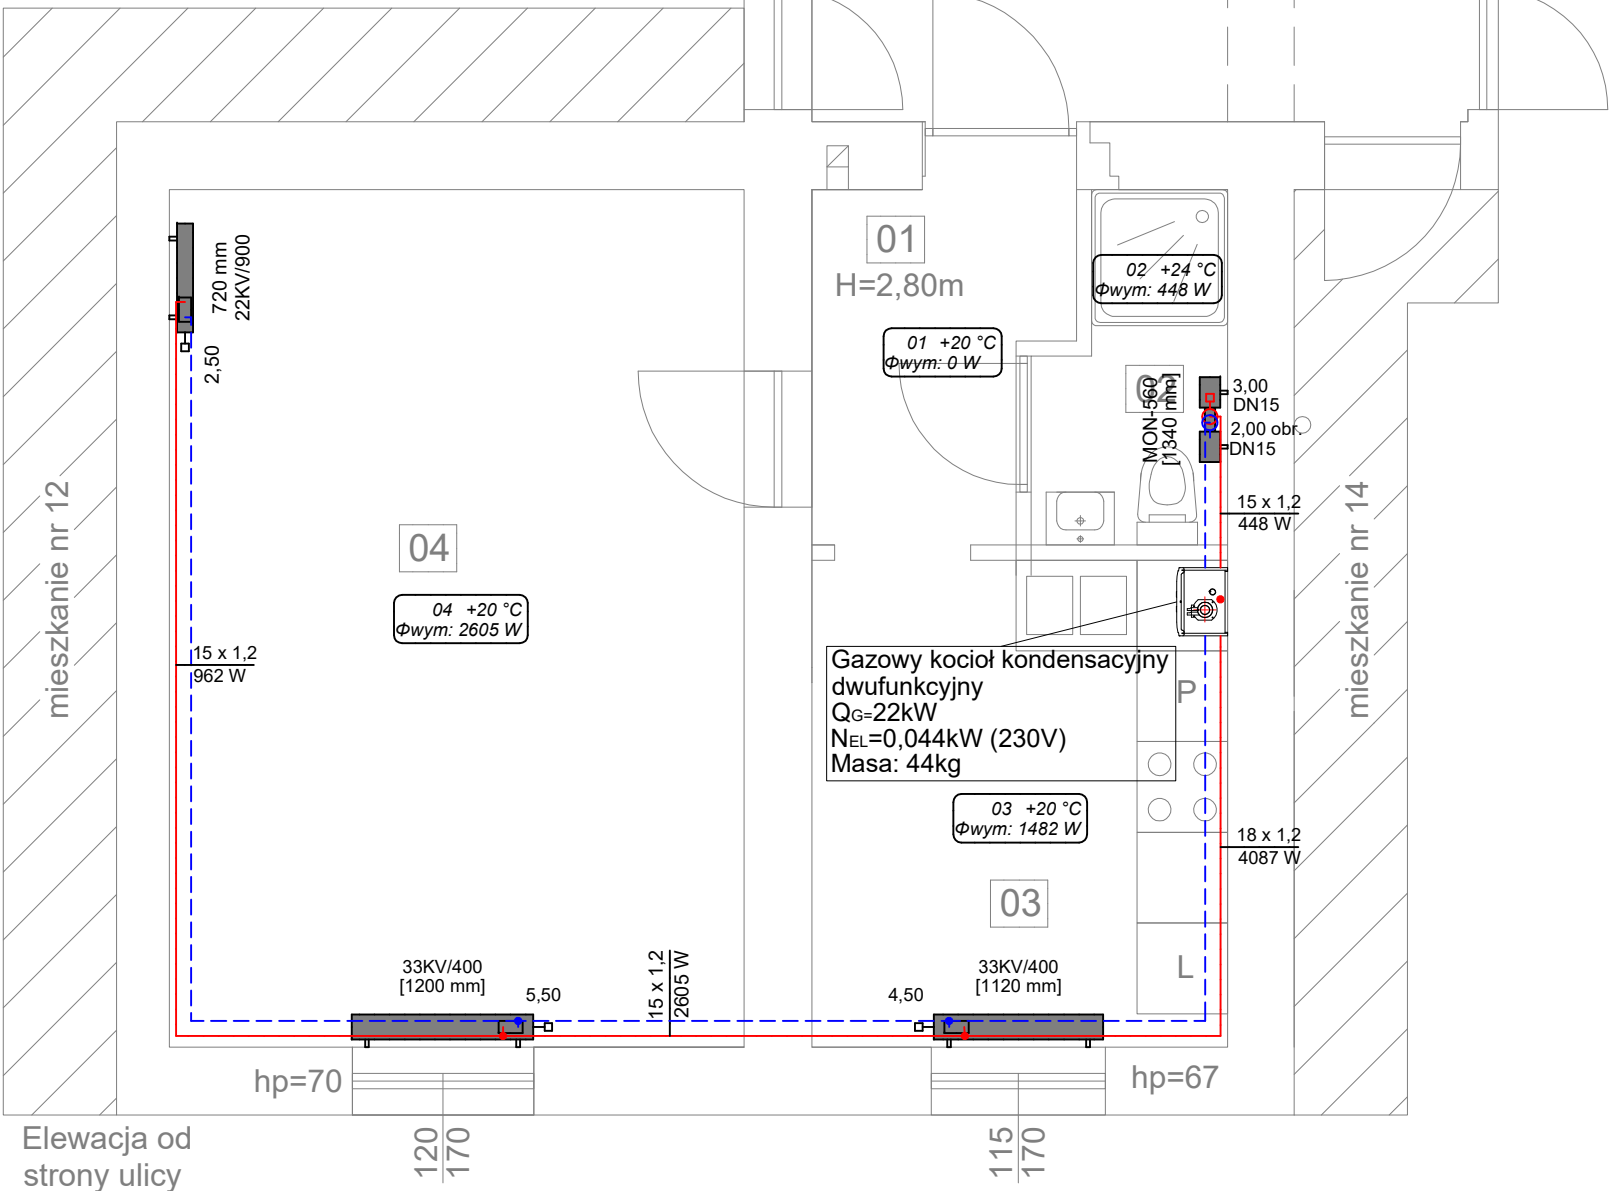 01
H=2,80m
02 +24 °C
Φwym: 448 W
720 mm
22KV/900
2,50
01 +20 °C
Φwym: 0 W
02
MON-560
[1340 mm]
3,00
DN15
2,00 obr.
DN15
15 x 1,2
448 W
mieszkanie nr 12
mieszkanie nr 14
04
04 +20 °C
Φwym: 2605 W
15 x 1,2
962 W
Gazowy kocioł kondensacyjny
dwufunkcyjny
QG=22kW
NEL=0,044kW (230V)
Masa: 44kg
P
03 +20 °C
Φwym: 1482 W
18 x 1,2
4087 W
03
L
33KV/400
[1200 mm]
5,50
15 x 1,2
2605 W
4,50
33KV/400
[1120 mm]
hp=70
hp=67
120
170
115
170
Elewacja od
strony ulicy